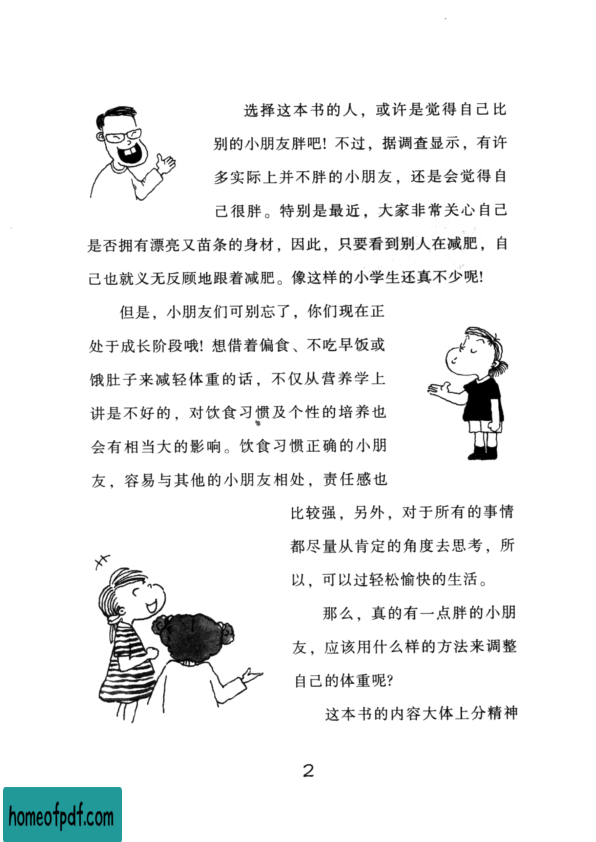 选择这本书的人，或许是觉得自己比
别的小朋友胖吧！不过，据调查显示，有许
多实际上并不胖的小朋友，还是会觉得自
己很胖。特别是最近，大家非常关心自己
是否拥有漂亮又苗条的身材，因此，只要看到别人在减肥，自
己也就义无反顾地跟着减肥。像这样的小学生还真不少呢！
但是，小朋友们可别忘了，你们现在正
处于成长阶段哦！想借着偏食、不吃早饭或
饿肚子来减轻体重的话，不仅从营养学上
讲是不好的，对饮食习惯及个性的培养也
会有相当大的影响。饮食习惯正确的小朋
友，容易与其他的小朋友相处，责任感也
比较强，另外，对于所有的事情
都尽量从肯定的角度去思考，所
以，可以过轻松愉快的生活。
那么，真的有一点胖的小朋
友，应该用什么样的方法来调整
自己的体重呢？
这本书的内容大体上分精神
2
homeofpdf.com